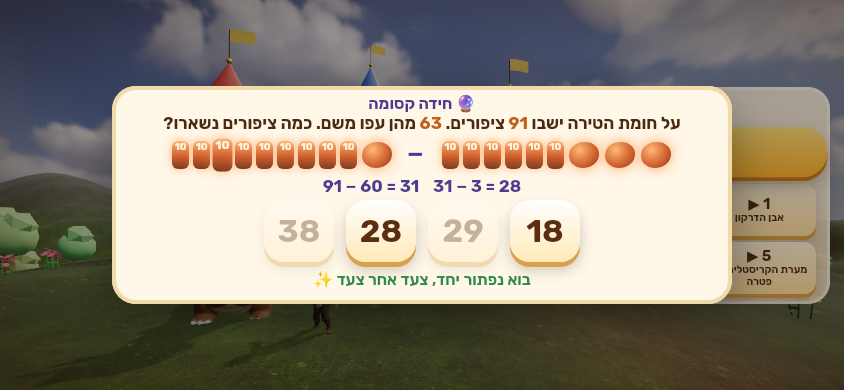 🔮 חידה קסומה
על חומת הטירה ישבו 91 ציפורים. 63 מהן עפו משם. כמה ציפורים נשארו?
10 10 10 10 10 10 10 10 10 – 10 10 10 10 10 10
91 – 60 = 31 31 – 3 = 28
38 28 29 18
בוא נפתור יחד, צעד אחר צעד ✨
▶ 1
אבן הדרקון
▶ 5
מערת הקריסטלי
פטרה